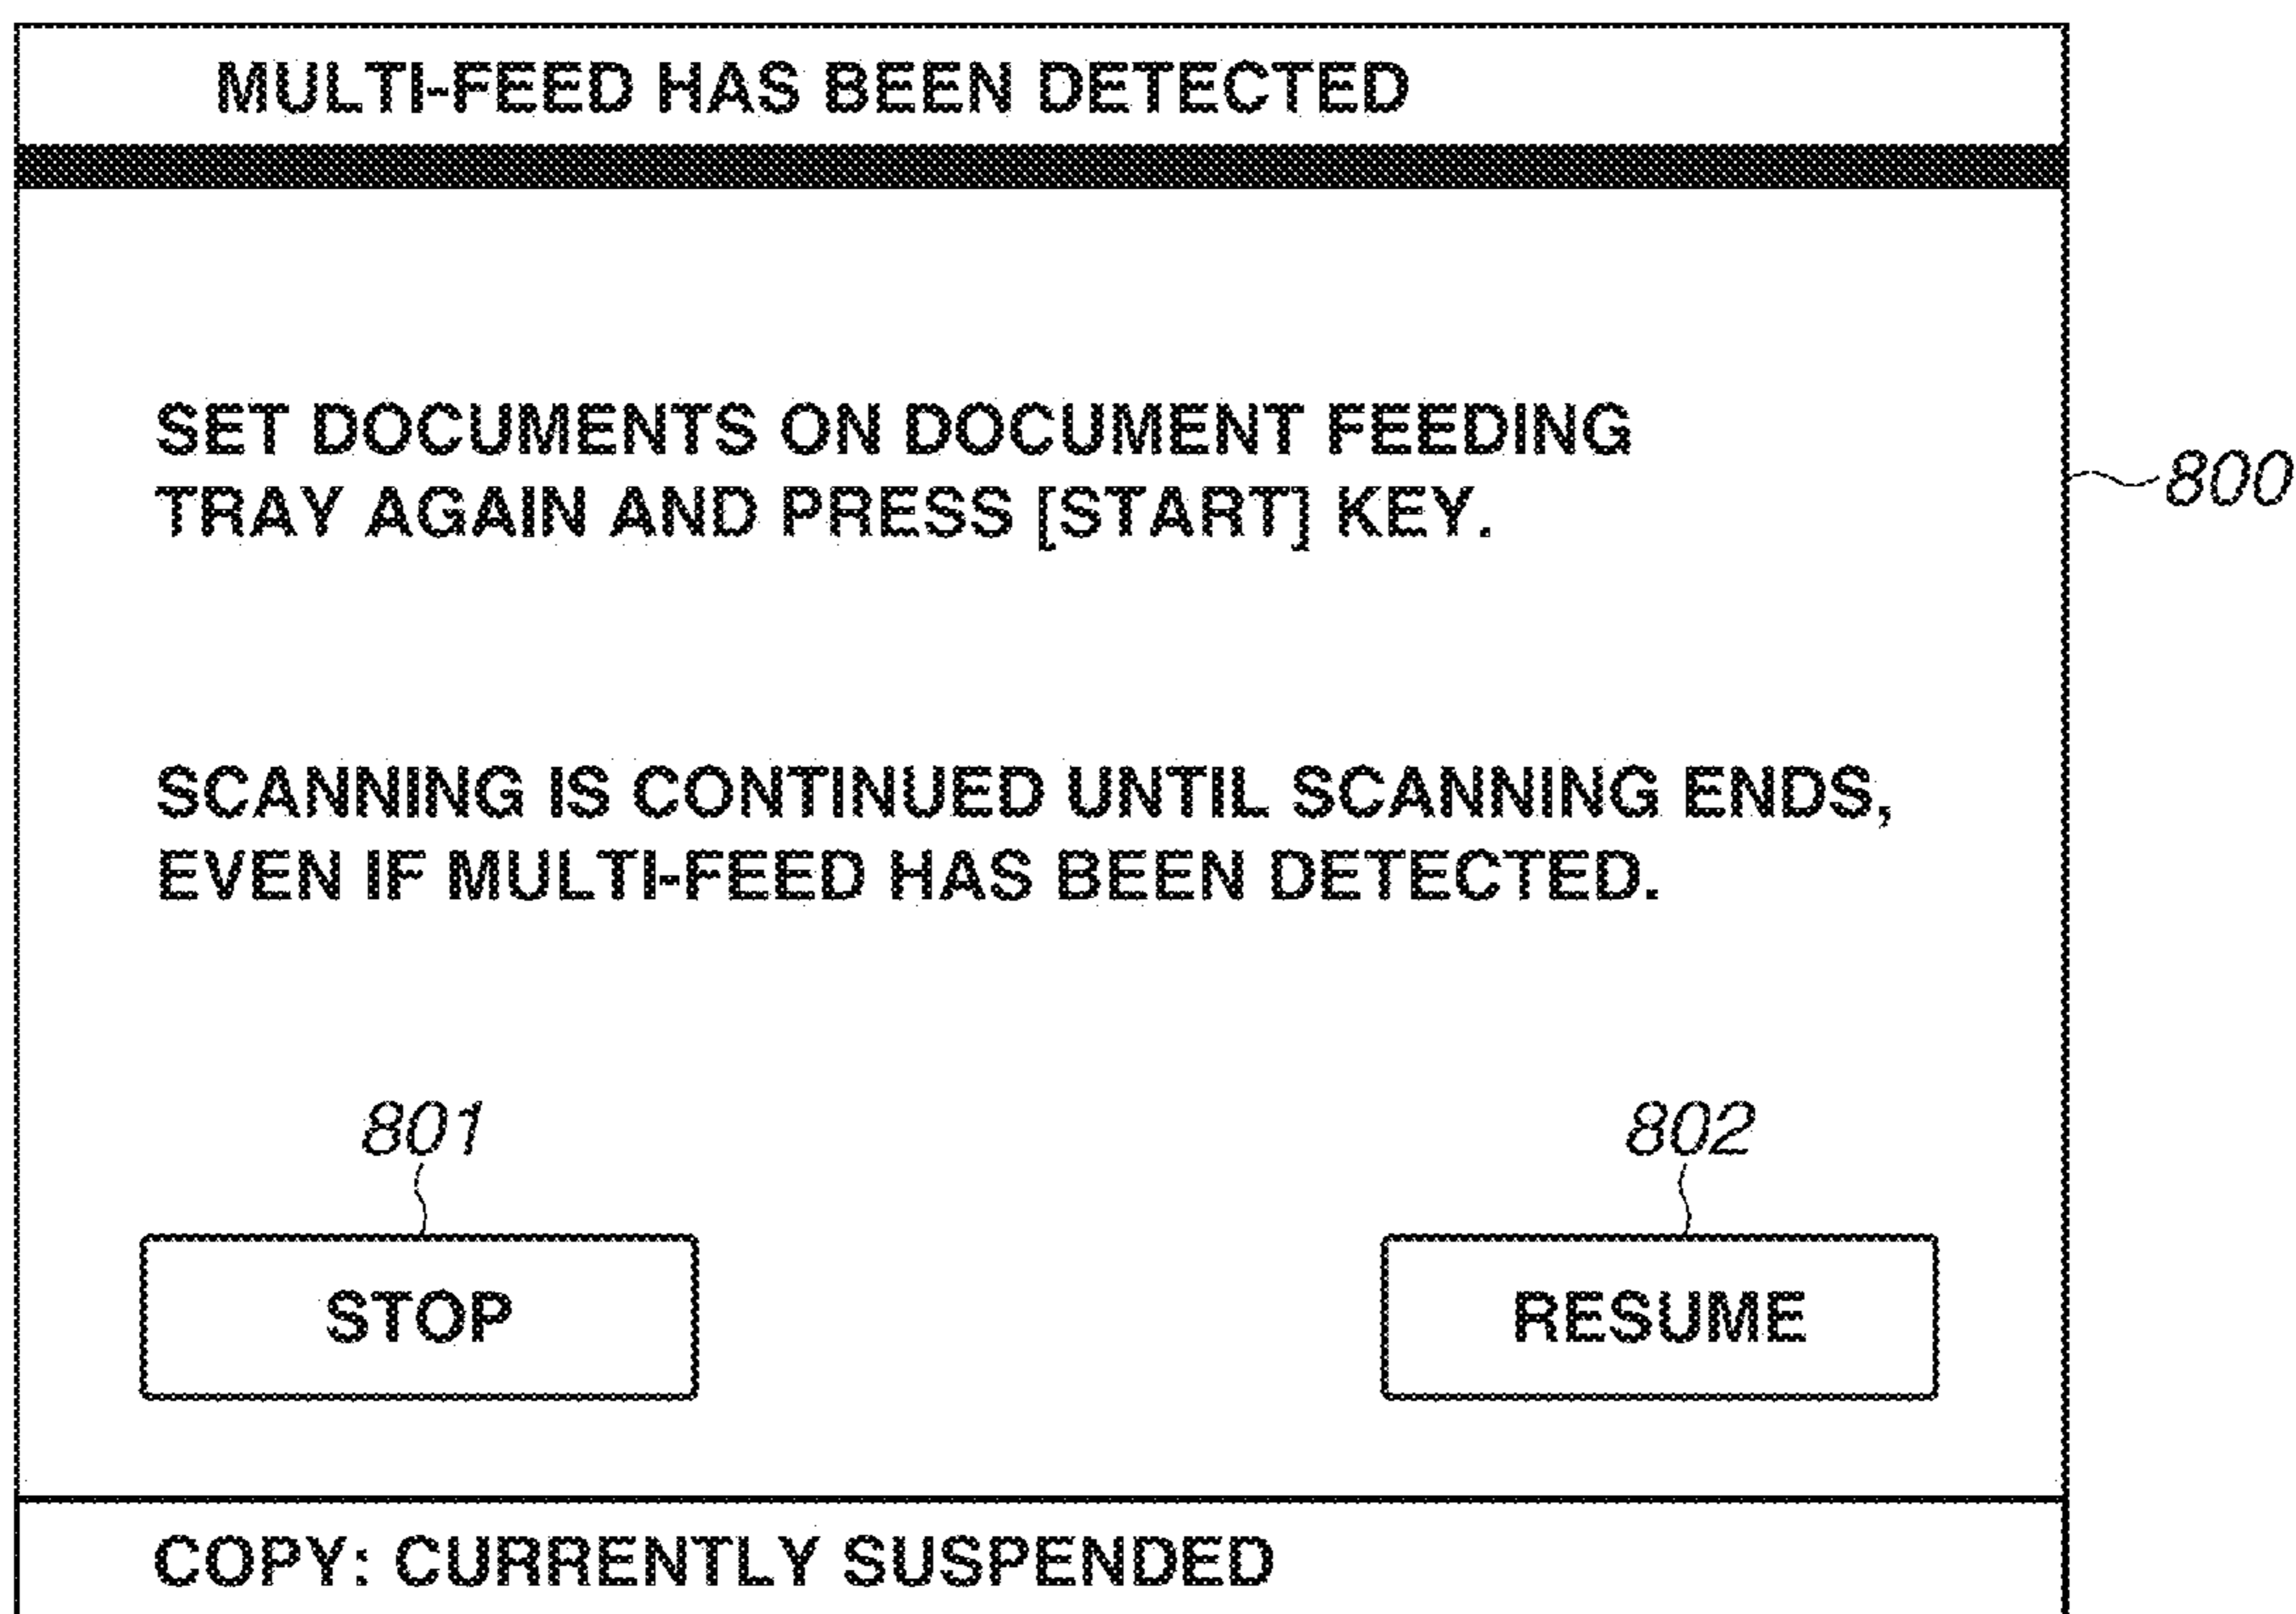 MULTI-FEED HAS BEEN DETECTED
SET DOCUMENTS ON DOCUMENT FEEDING
TRAY AGAIN AND PRESS [START] KEY.
800
SCANNING IS CONTINUED UNTIL SCANNING ENDS,
EVEN IF MULTI-FEED HAS BEEN DETECTED.
801
802
STOP
RESUME
COPY: CURRENTLY SUSPENDED